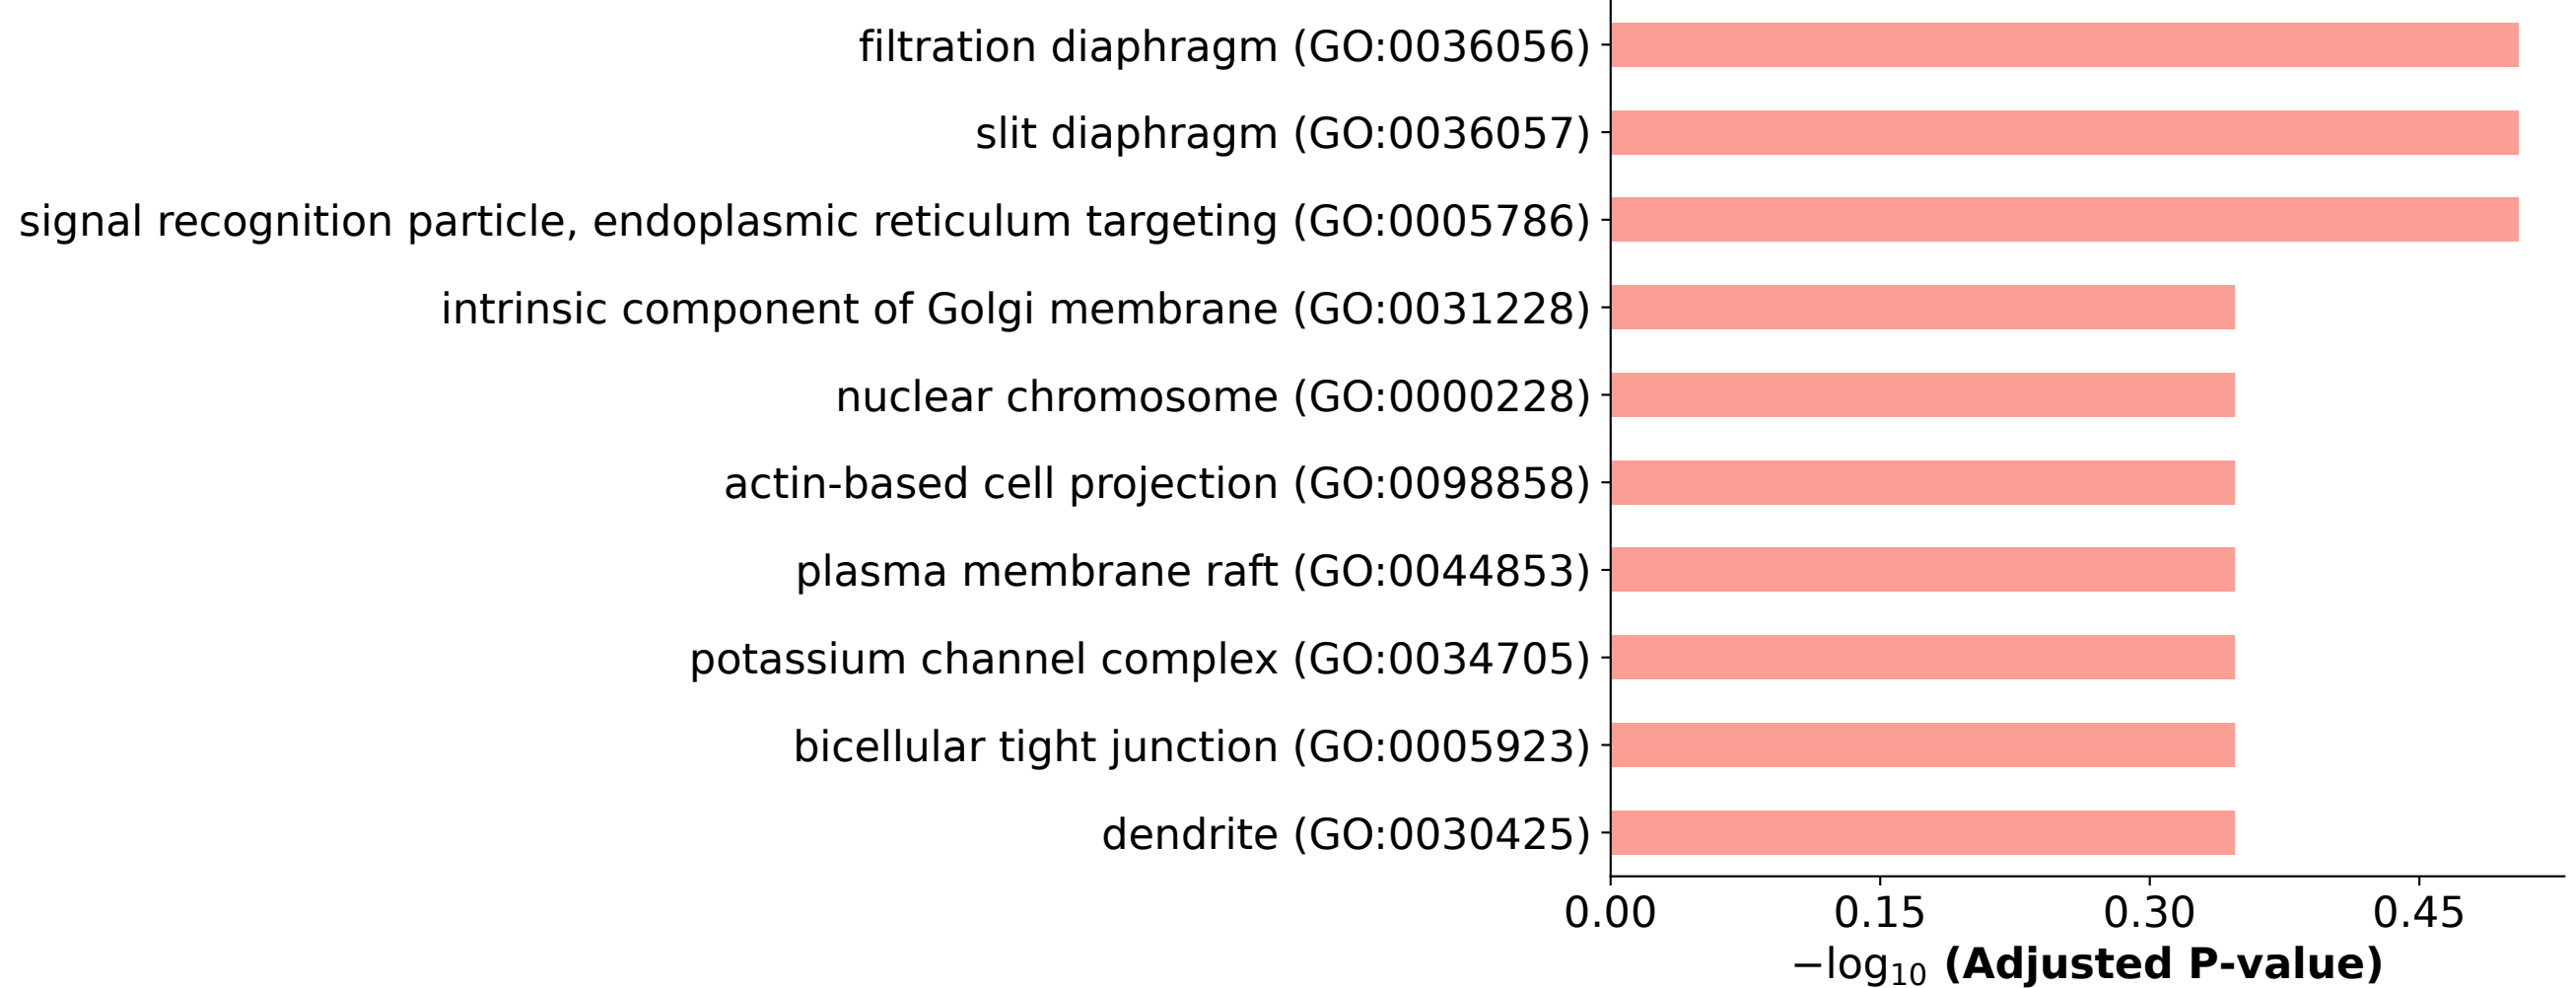 filtration diaphragm (GO:0036056)
slit diaphragm (GO:0036057)
signal recognition particle, endoplasmic reticulum targeting (GO:0005786)
intrinsic component of Golgi membrane (GO:0031228)
nuclear chromosome (GO:0000228)
actin-based cell projection (GO:0098858)
plasma membrane raft (GO:0044853)
potassium channel complex (GO:0034705)
bicellular tight junction (GO:0005923)
dendrite (GO:0030425)
0.00 0.15 0.30 0.45
−log₁₀ (Adjusted P-value)